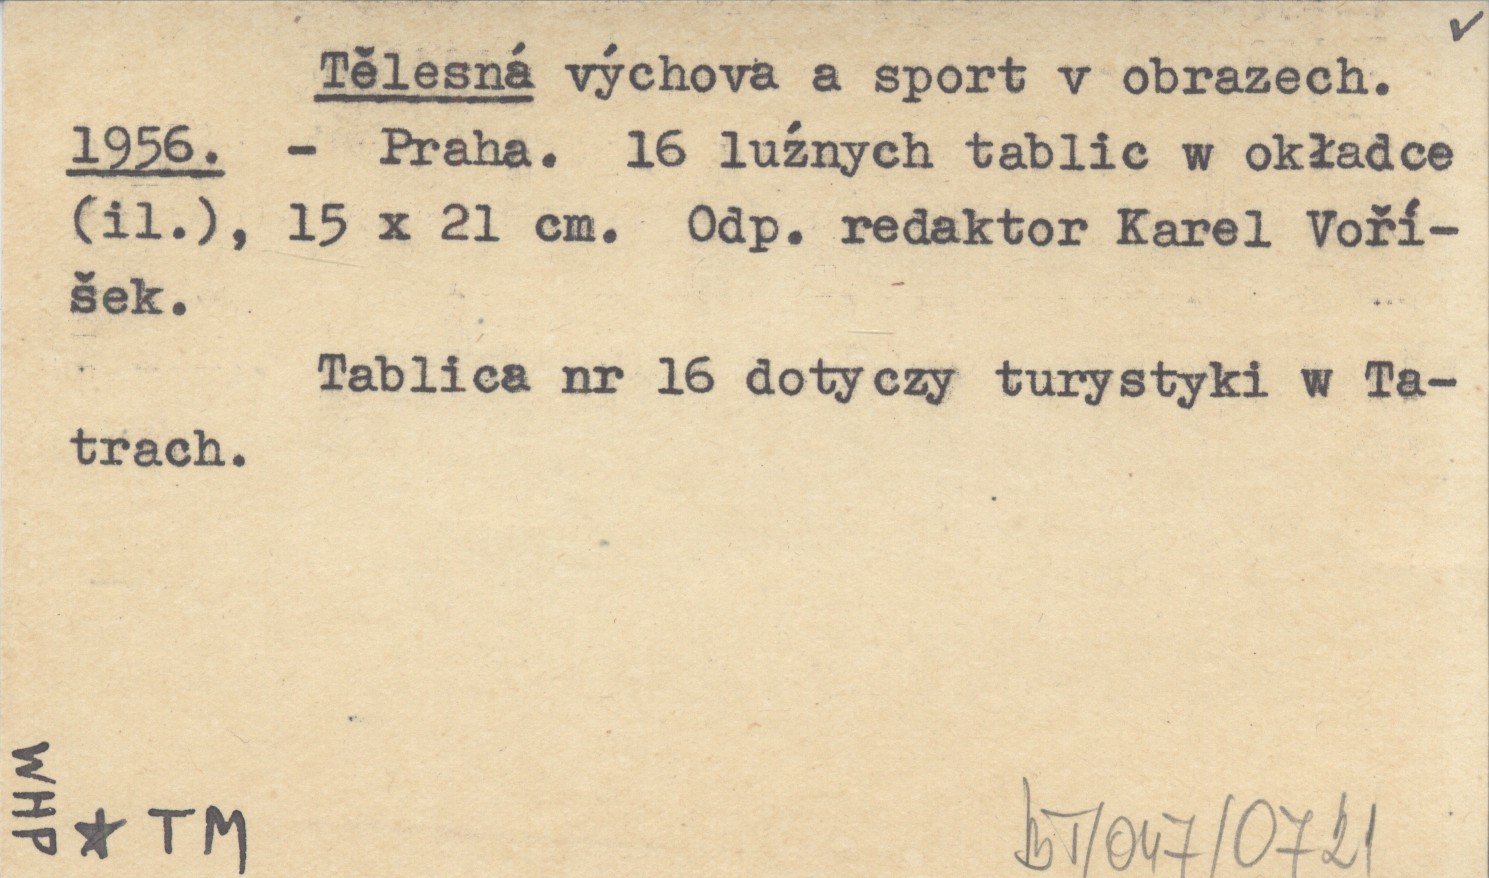 Tělesná výchova a sport v obrazech.
1956. - Praha. 16 luźnych tablic w okładce
(il.), 15 x 21 cm. Odp. redaktor Karel Voří-
šek.
Tablica nr 16 dotyczy turystyki w Ta-
trach.
WHP
★ TM
BT/047/0721